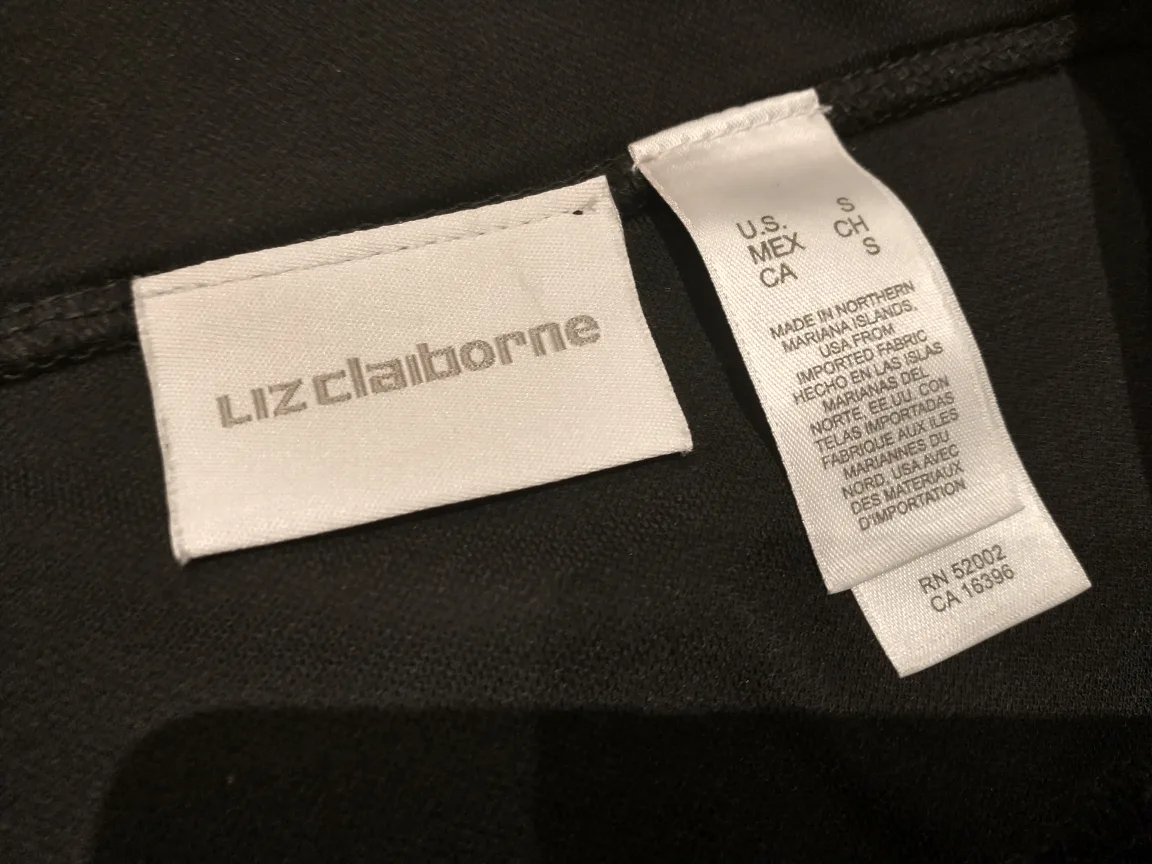 LIZ claiborne
U.S. S
MEX CH
CA S
MADE IN NORTHERN
MARIANA ISLANDS,
USA FROM
IMPORTED FABRIC
HECHO EN LAS ISLAS
MARIANAS DEL
NORTE, EE.UU. CON
TELAS IMPORTADAS
FABRIQUE AUX ILES
MARIANNES DU
NORD, USA AVEC
DES MATERIAUX
D'IMPORTATION
RN 52002
CA 16396